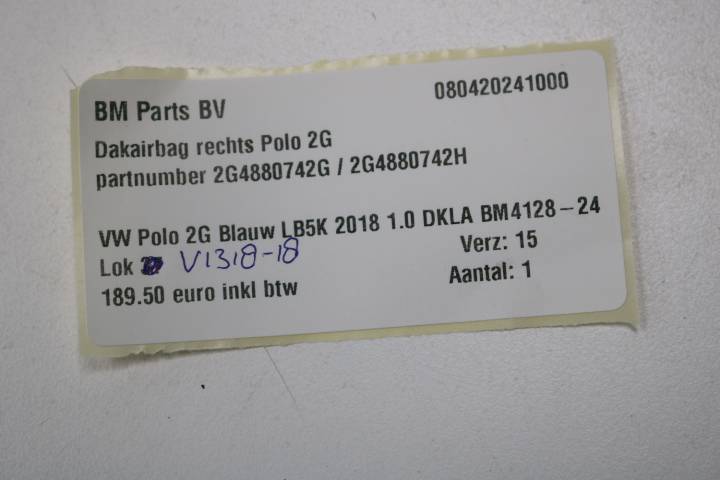 BM Parts BV 080420241000
Dakairbag rechts Polo 2G
partnumber 2G4880742G / 2G4880742H
VW Polo 2G Blauw LB5K 2018 1.0 DKLA BM4128-24
Lok V1318-18 Verz: 15
189.50 euro inkl btw Aantal: 1